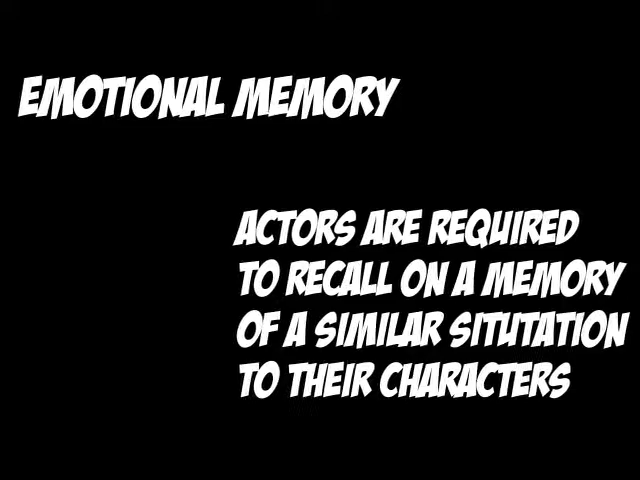 EMOTIONAL MEMORY
ACTORS ARE REQUIRED
TO RECALL ON A MEMORY
OF A SIMILAR SITUTATION
TO THEIR CHARACTERS